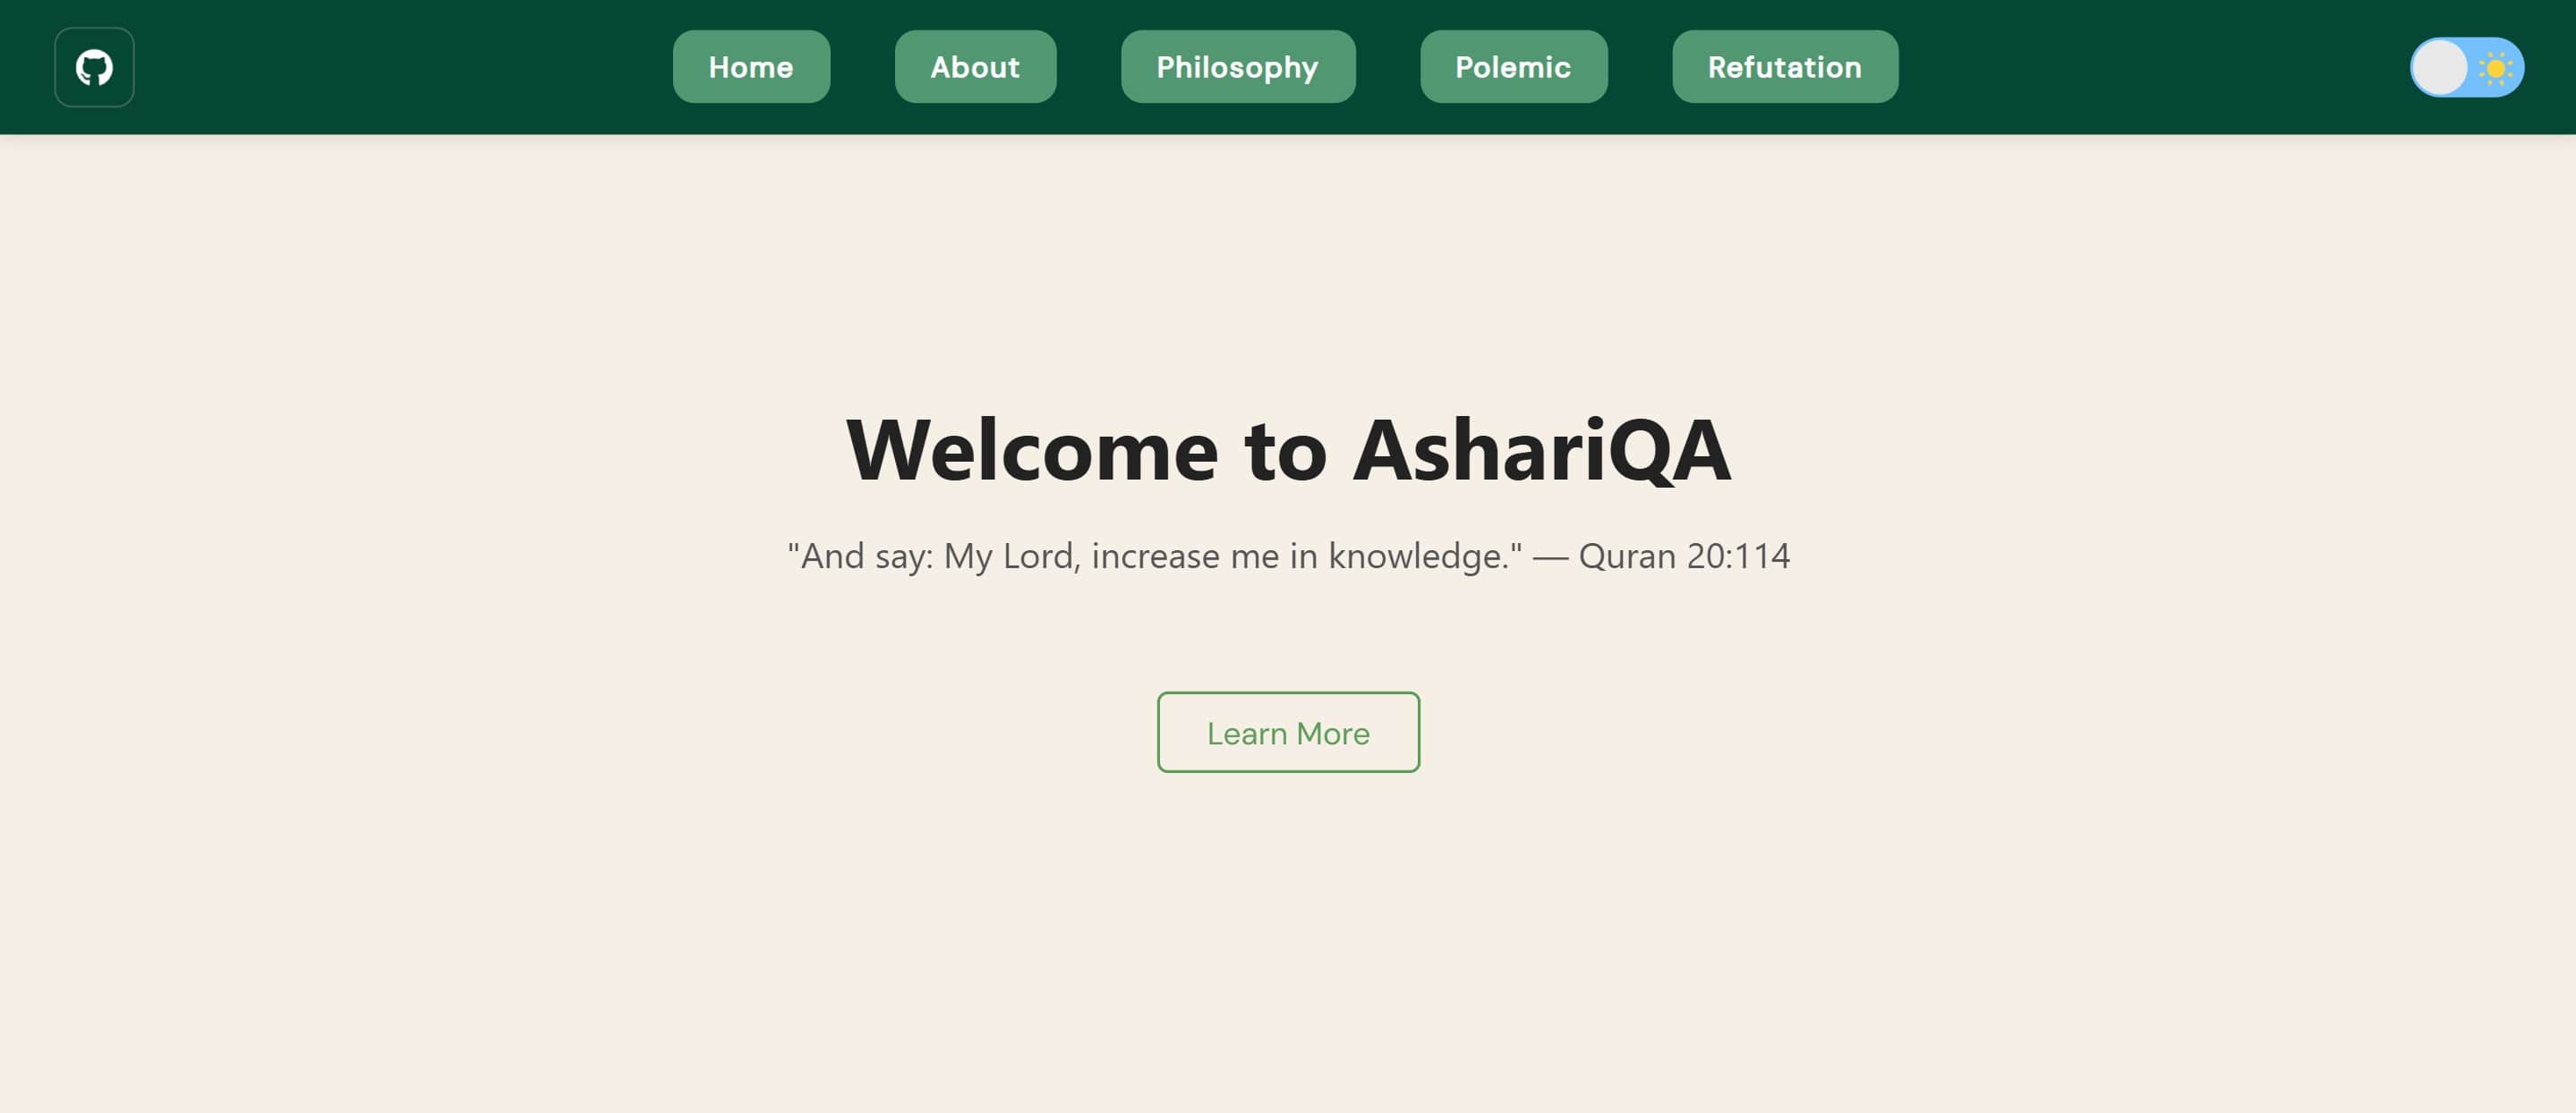 Home
About
Philosophy
Polemic
Refutation
Welcome to AshariQA
"And say: My Lord, increase me in knowledge." — Quran 20:114
Learn More